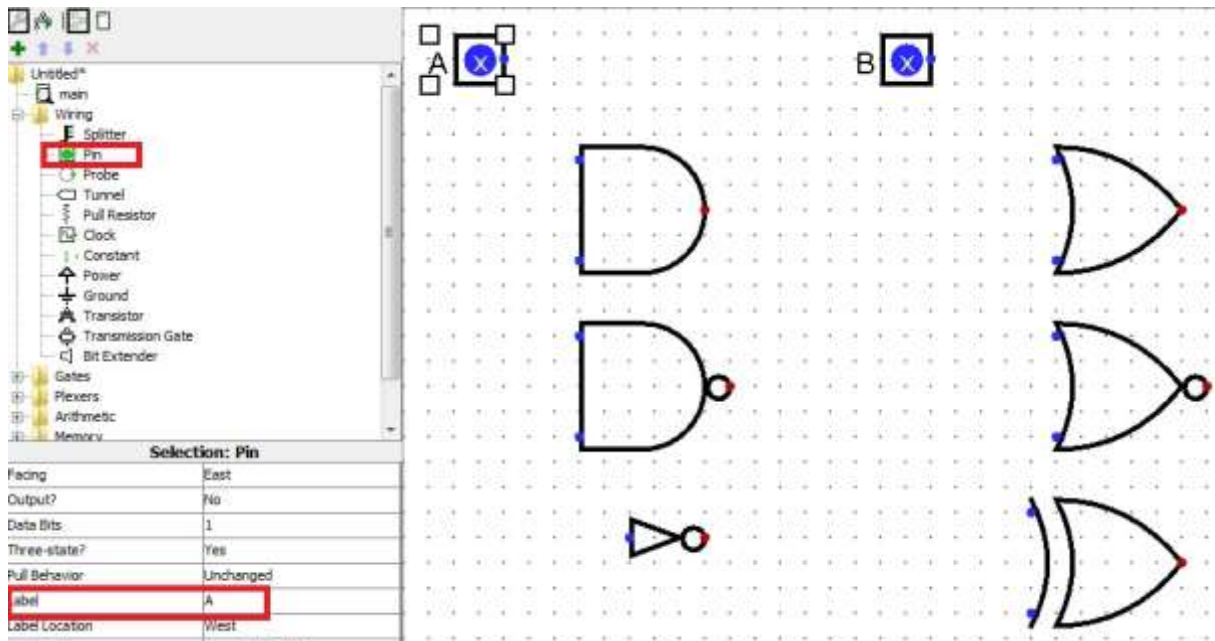 Untitled*
main
Wiring
Splitter
Pin
Probe
Tunnel
Pull Resistor
Clock
Constant
Power
Ground
Transistor
Transmission Gate
Bit Extender
Gates
Plexers
Arithmetic
Memory
Selection: Pin
Facing East
Output? No
Data Bits 1
Three-state? Yes
Pull Behavior Unchanged
Label A
Label Location West
A x
B x